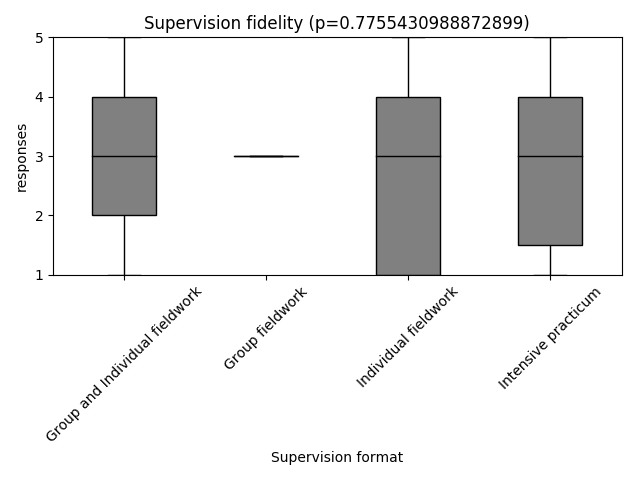 Supervision fidelity (p=0.7755430988872899)
5
4
3
2
1
responses
Group and Individual fieldwork
Group fieldwork
Individual fieldwork
Intensive practicum
Supervision format